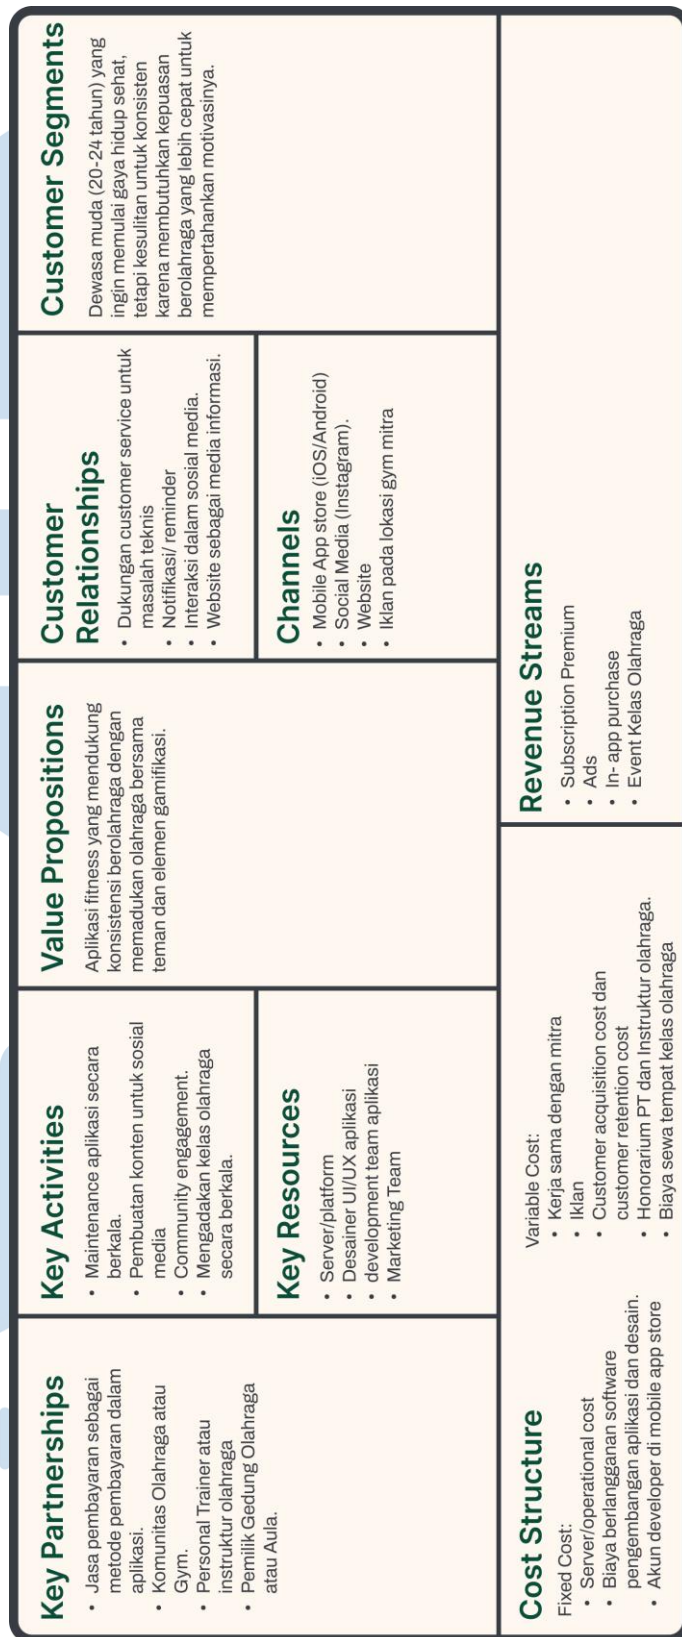 Key Partnerships
• Jasa pembayaran sebagai
metode pembayaran dalam
aplikasi.
• Komunitas Olahraga atau
Gym.
• Personal Trainer atau
instruktur olahraga
• Pemilik Gedung Olahraga
atau Aula.
Key Activities
• Maintenance aplikasi secara
berkala.
• Pembuatan konten untuk sosial
media
• Community engagement.
• Mengadakan kelas olahraga
secara berkala.
Key Resources
• Server/platform
• Desainer UI/UX aplikasi
• development team aplikasi
• Marketing Team
Value Propositions
Aplikasi fitness yang mendukung
konsistensi berolahraga dengan
memadukan olahraga bersama
teman dan elemen gamifikasi.
Customer
Relationships
• Dukungan customer service untuk
masalah teknis
• Notifikasi/ reminder
• Interaksi dalam sosial media.
• Website sebagai media informasi.
Channels
• Mobile App store (iOS/Android)
• Social Media (Instagram).
• Website
• Iklan pada lokasi gym mitra
Customer Segments
Dewasa muda (20-24 tahun) yang
ingin memulai gaya hidup sehat,
tetapi kesulitan untuk konsisten
karena membutuhkan kepuasan
berolahraga yang lebih cepat untuk
mempertahankan motivasinya.
Cost Structure
Fixed Cost:
• Server/operational cost
• Biaya berlangganan software
pengembangan aplikasi dan desain.
• Akun developer di mobile app store
Variable Cost:
• Kerja sama dengan mitra
• Iklan
• Customer acquisition cost dan
customer retention cost
• Honorarium PT dan Instruktur olahraga.
• Biaya sewa tempat kelas olahraga
Revenue Streams
• Subscription Premium
• Ads
• In- app purchase
• Event Kelas Olahraga